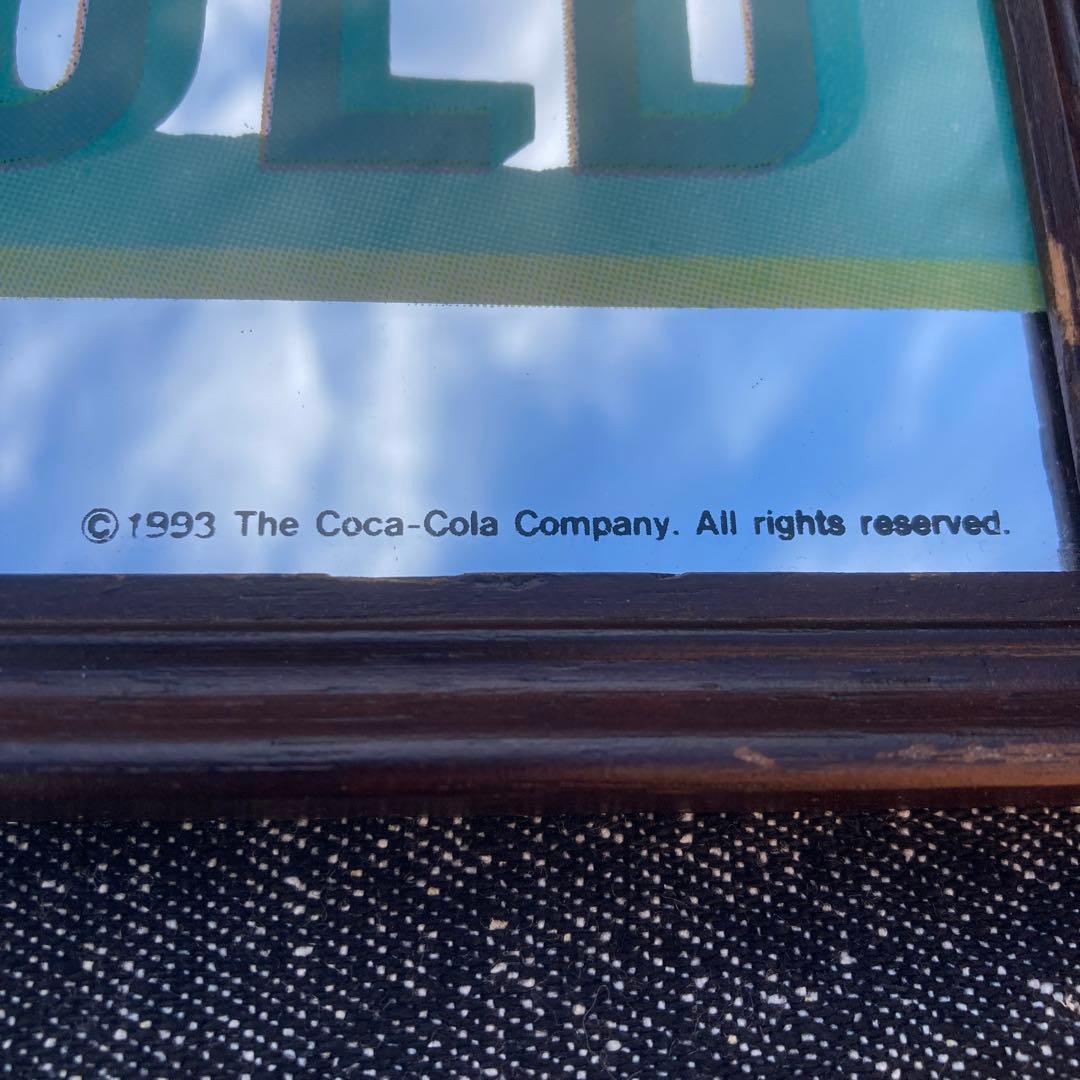 OLD
©1993 The Coca-Cola Company. All rights reserved.